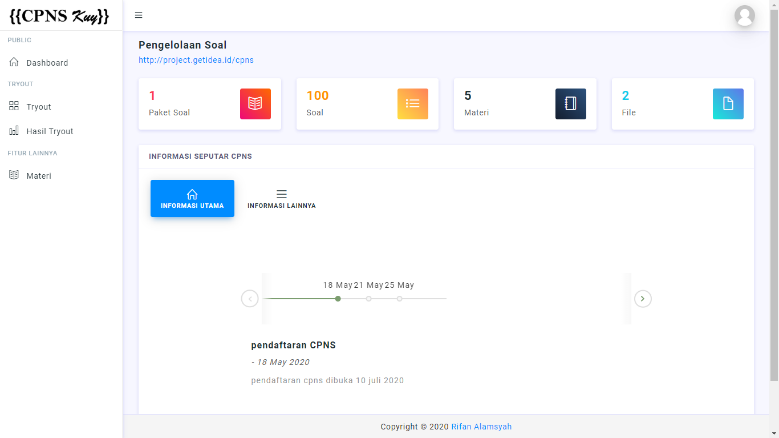 {{CPNS Kuy}}
PUBLIC
Dashboard
TRYOUT
Tryout
Hasil Tryout
FITUR LAINNYA
Materi
Pengelolaan Soal
http://project.getidea.id/cpns
1
Paket Soal
100
Soal
5
Materi
2
File
INFORMASI SEPUTAR CPNS
INFORMASI UTAMA
INFORMASI LAINNYA
18 May 21 May 25 May
pendaftaran CPNS
- 18 May 2020
pendaftaran cpns dibuka 10 juli 2020
Copyright © 2020 Rifan Alamsyah